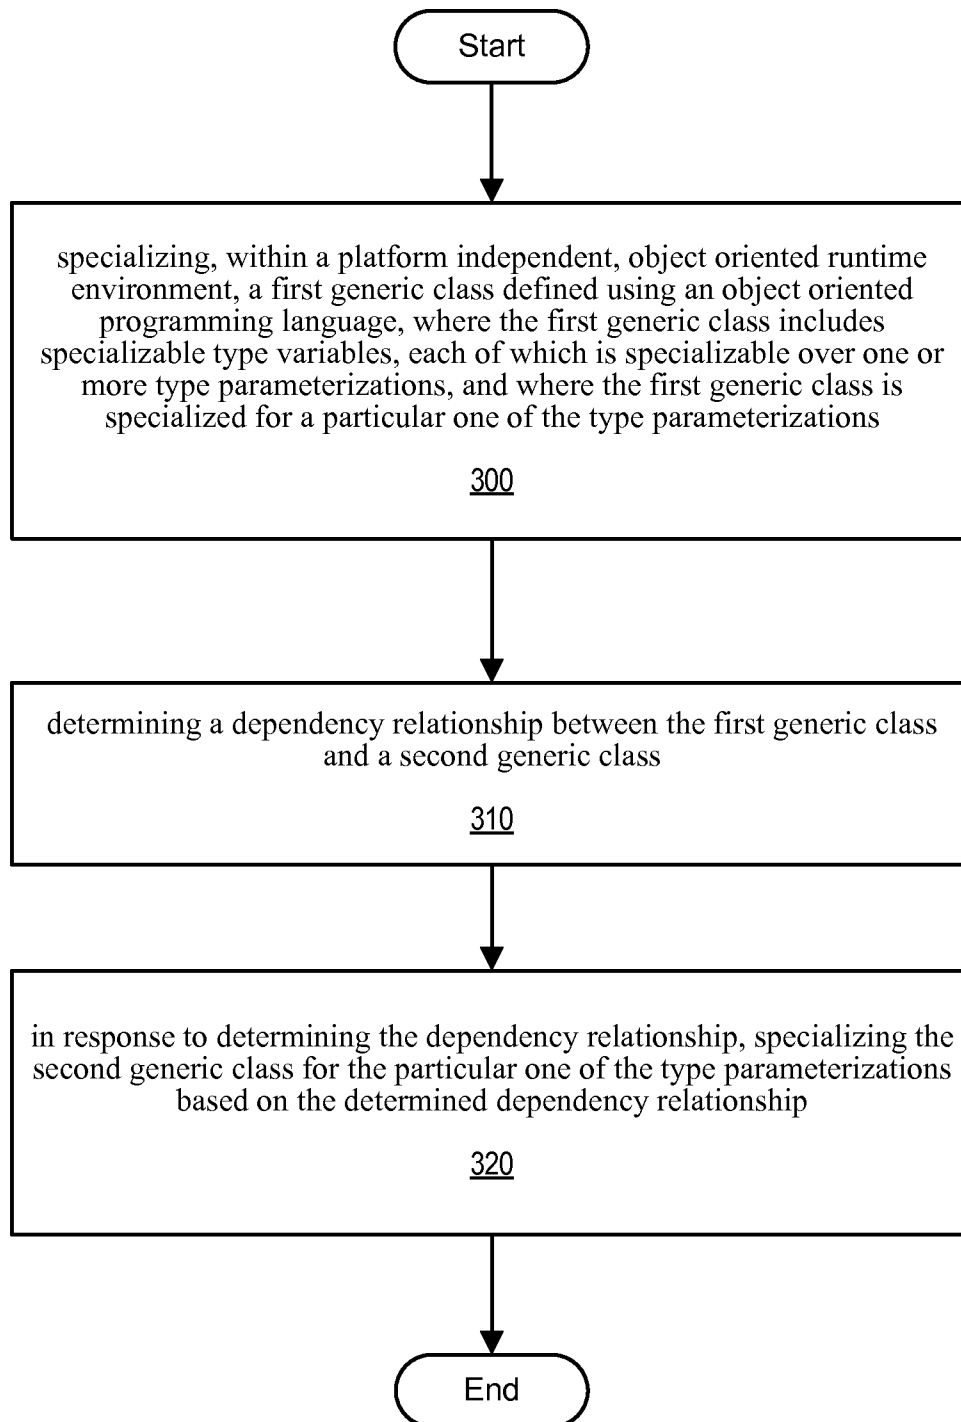 Start
specializing, within a platform independent, object oriented runtime
environment, a first generic class defined using an object oriented
programming language, where the first generic class includes
specializable type variables, each of which is specializable over one or
more type parameterizations, and where the first generic class is
specialized for a particular one of the type parameterizations
300
determining a dependency relationship between the first generic class
and a second generic class
310
in response to determining the dependency relationship, specializing the
second generic class for the particular one of the type parameterizations
based on the determined dependency relationship
320
End